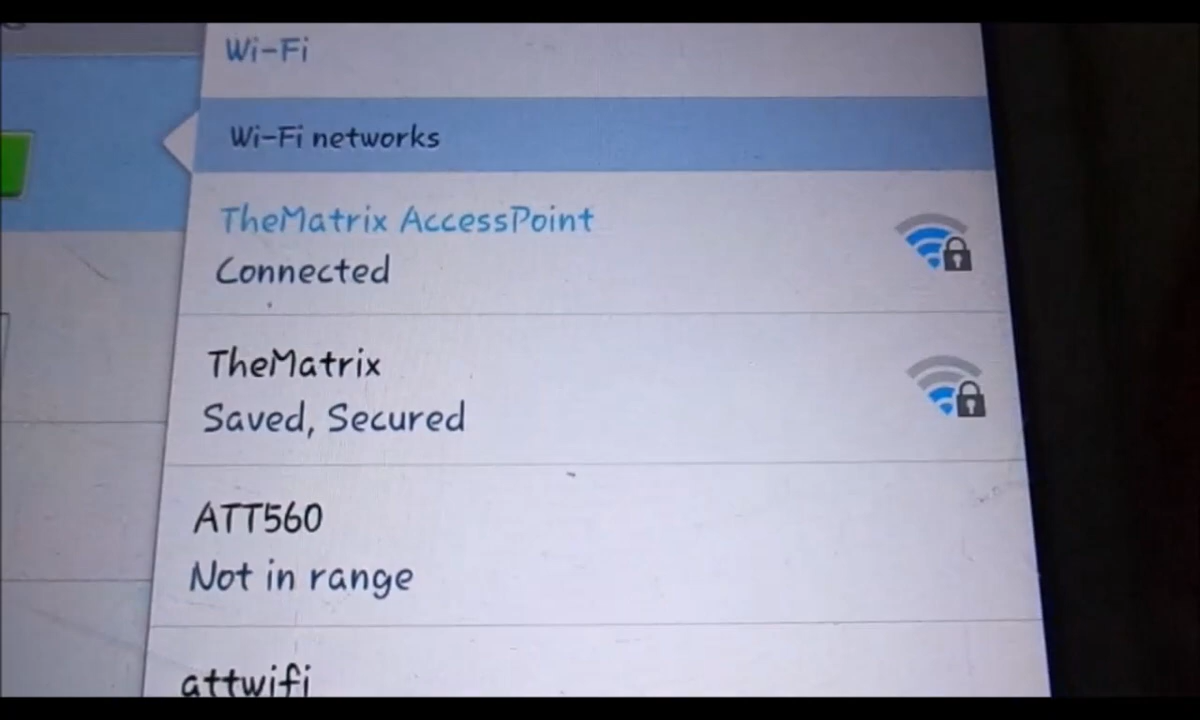 Wi-Fi
Wi-Fi networks
TheMatrix AccessPoint
Connected
TheMatrix
Saved, Secured
ATT560
Not in range
attwifi